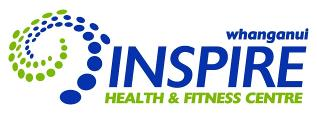 whanganui
INSPIRE
HEALTH & FITNESS CENTRE